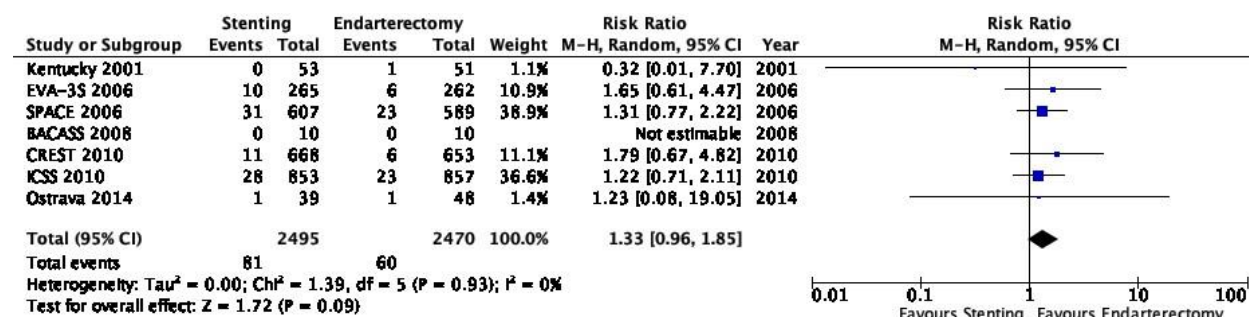 Stenting Endarterectomy Risk Ratio Risk Ratio
Study or Subgroup Events Total Events Total Weight M-H, Random, 95% CI Year M-H, Random, 95% CI
Kentucky 2001 0 53 1 51 1.1% 0.32 [0.01, 7.70] 2001
EVA-3S 2006 10 265 6 262 10.9% 1.65 [0.61, 4.47] 2006
SPACE 2006 31 607 23 589 38.9% 1.31 [0.77, 2.22] 2006
BACASS 2008 0 10 0 10 Not estimable 2008
CREST 2010 11 668 6 653 11.1% 1.79 [0.67, 4.82] 2010
ICSS 2010 28 853 23 857 36.6% 1.22 [0.71, 2.11] 2010
Ostrava 2014 1 39 1 48 1.4% 1.23 [0.08, 19.05] 2014
Total (95% CI) 2495 2470 100.0% 1.33 [0.96, 1.85]
Total events 81 60
Heterogeneity: Tau² = 0.00; Chi² = 1.39, df = 5 (P = 0.93); I² = 0%
Test for overall effect: Z = 1.72 (P = 0.09)
0.01 0.1 1 10 100
Favours Stenting Favours Endarterectomy